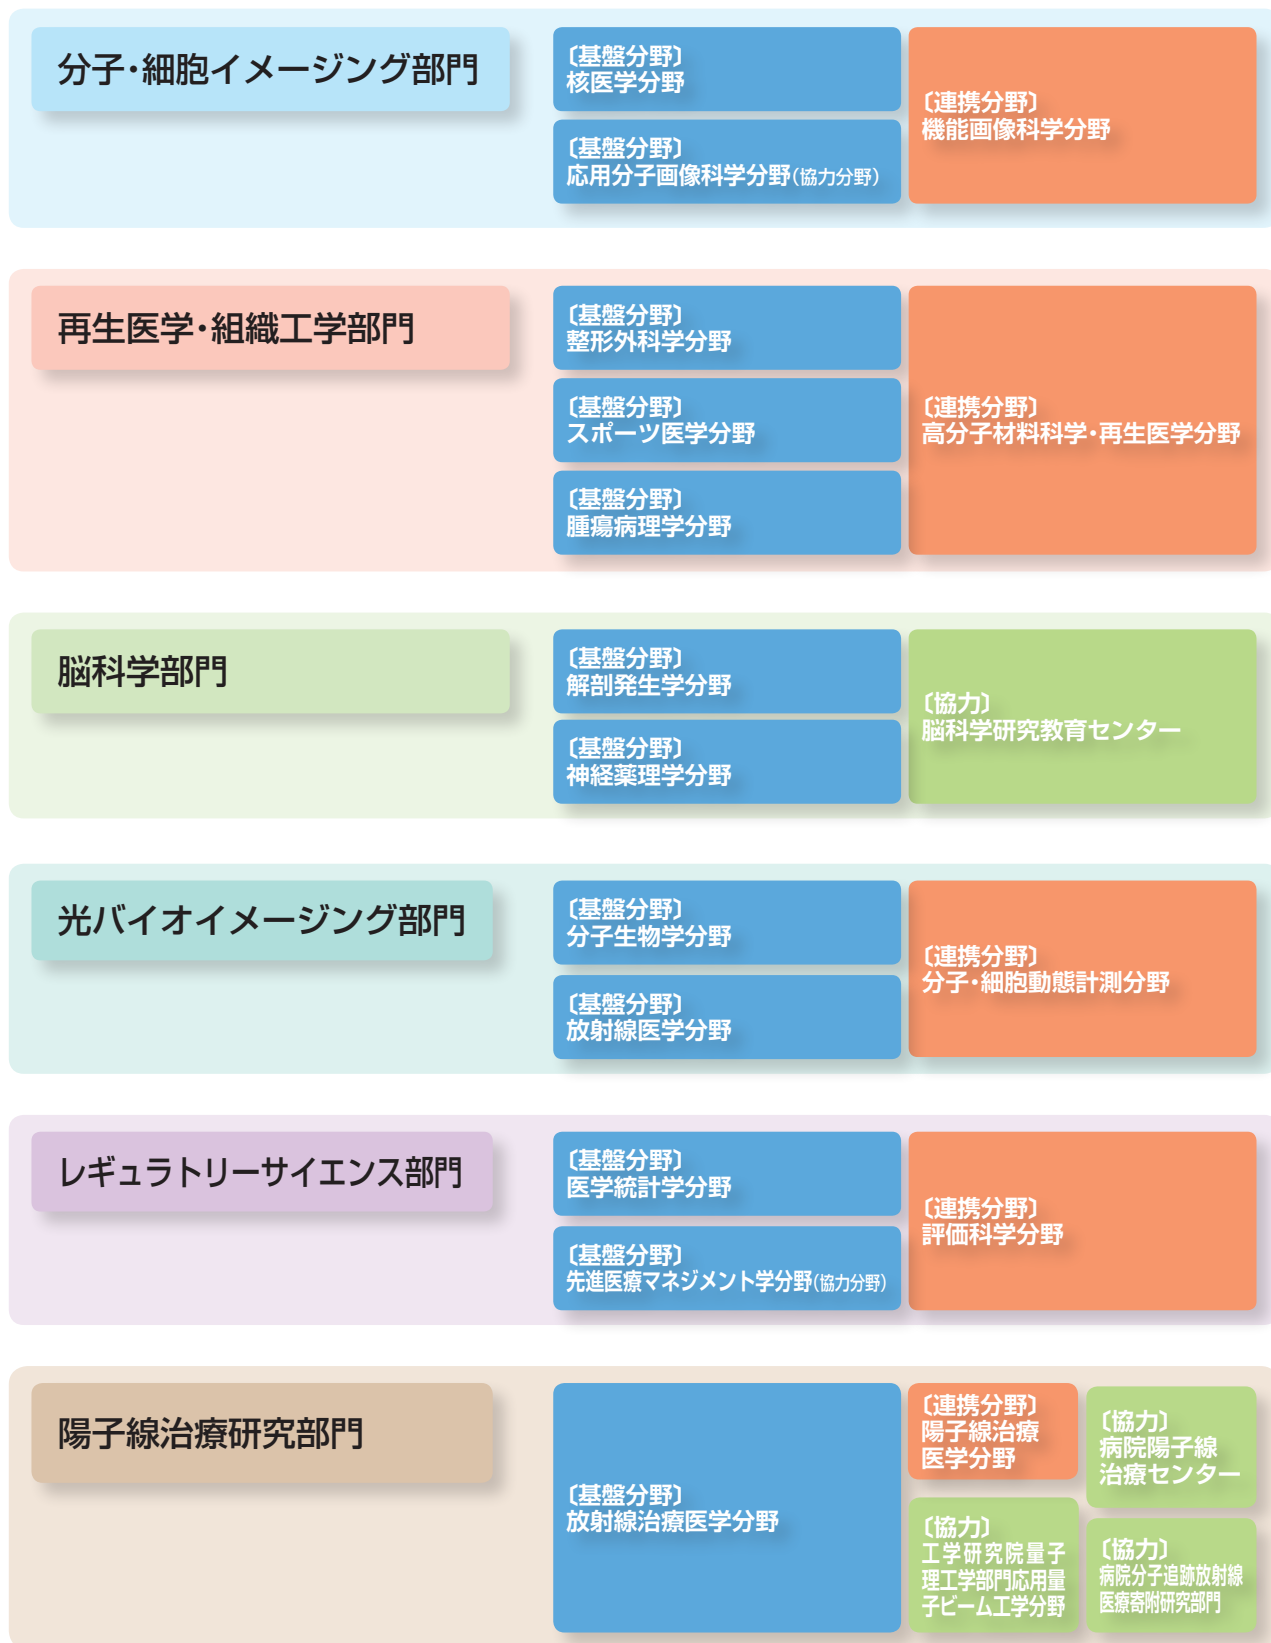 分子・細胞イメージング部門
〔基盤分野〕
核医学分野
〔基盤分野〕
応用分子画像科学分野(協力分野)
〔連携分野〕
機能画像科学分野
再生医学・組織工学部門
〔基盤分野〕
整形外科学分野
〔基盤分野〕
スポーツ医学分野
〔基盤分野〕
腫瘍病理学分野
〔連携分野〕
高分子材料科学・再生医学分野
脳科学部門
〔基盤分野〕
解剖発生学分野
〔基盤分野〕
神経薬理学分野
〔協力〕
脳科学研究教育センター
光バイオイメージング部門
〔基盤分野〕
分子生物学分野
〔基盤分野〕
放射線医学分野
〔連携分野〕
分子・細胞動態計測分野
レギュラトリーサイエンス部門
〔基盤分野〕
医学統計学分野
〔基盤分野〕
先進医療マネジメント学分野(協力分野)
〔連携分野〕
評価科学分野
陽子線治療研究部門
〔基盤分野〕
放射線治療医学分野
〔連携分野〕
陽子線治療
医学分野
〔協力〕
病院陽子線
治療センター
〔協力〕
工学研究院量子
理工学部門応用量
子ビーム工学分野
〔協力〕
病院分子追跡放射線
医療寄附研究部門